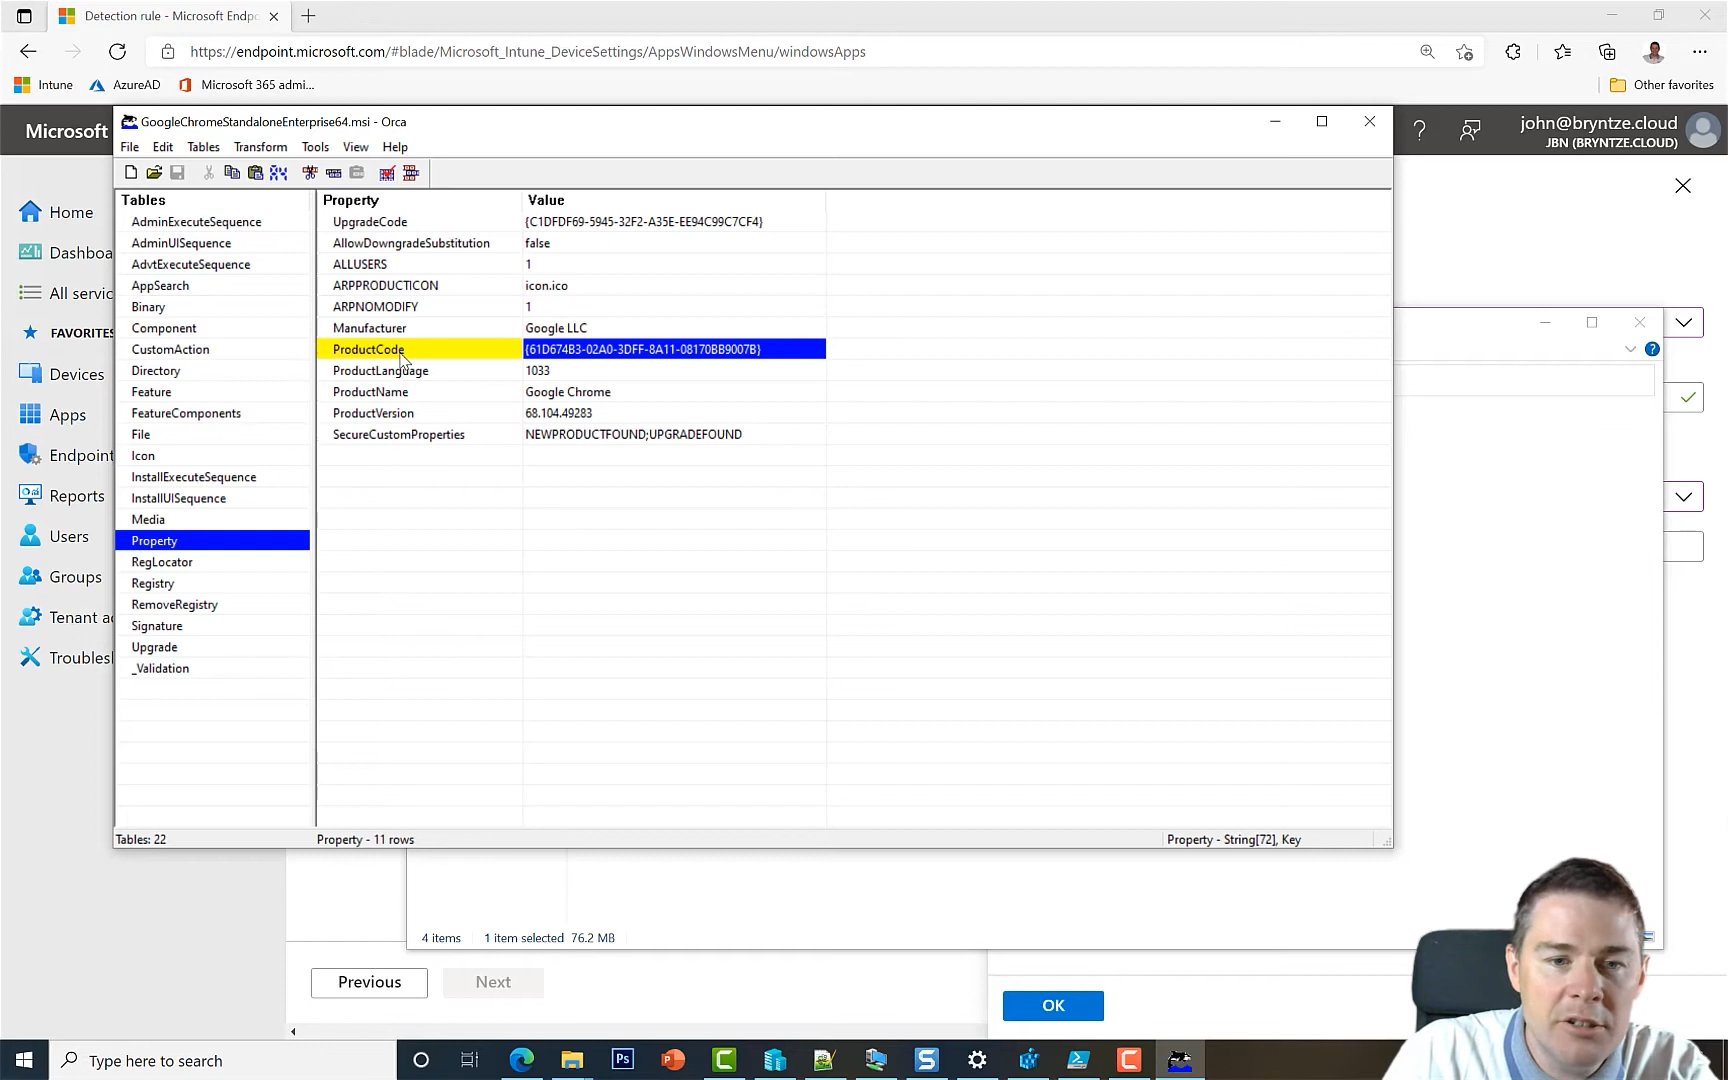 Detection rule - Microsoft Endpo
https://endpoint.microsoft.com/#blade/Microsoft_Intune_DeviceSettings/AppsWindowsMenu/windowsApps
Intune
AzureAD
Microsoft 365 admi...
Other favorites
Microsoft
john@bryntze.cloud
JBN (BRYNTZE.CLOUD)
Home
Dashboa
All servic
FAVORITES
Devices
Apps
Endpoint
Reports
Users
Groups
Tenant ad
Troublesh
GoogleChromeStandaloneEnterprise64.msi - Orca
File Edit Tables Transform Tools View Help
Tables
AdminExecuteSequence
AdminUISequence
AdvtExecuteSequence
AppSearch
Binary
Component
CustomAction
Directory
Feature
FeatureComponents
File
Icon
InstallExecuteSequence
InstallUISequence
Media
Property
RegLocator
Registry
RemoveRegistry
Signature
Upgrade
_Validation
Property Value
UpgradeCode {C1DFDF69-5945-32F2-A35E-EE94C99C7CF4}
AllowDowngradeSubstitution false
ALLUSERS 1
ARPPRODUCTICON icon.ico
ARPNOMODIFY 1
Manufacturer Google LLC
ProductCode {61D674B3-02A0-3DFF-8A11-08170BB9007B}
ProductLanguage 1033
ProductName Google Chrome
ProductVersion 68.104.49283
SecureCustomProperties NEWPRODUCTFOUND;UPGRADEFOUND
Tables: 22
Property - 11 rows
Property - String[72], Key
4 items 1 item selected 76.2 MB
Previous
Next
OK
Type here to search